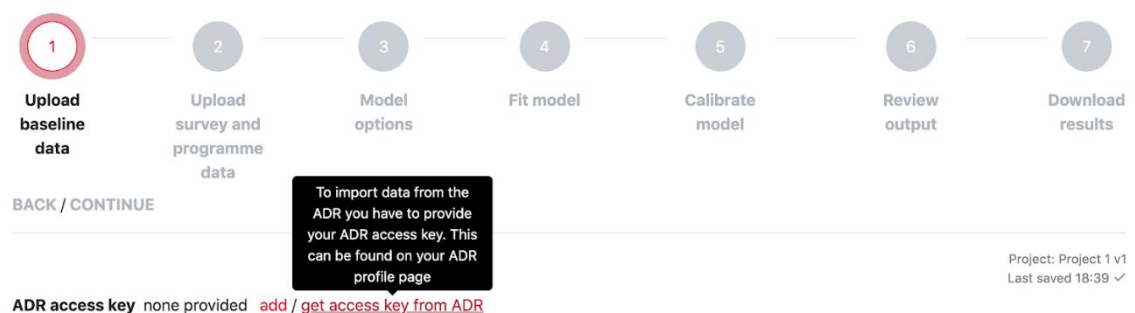 1
2
3
4
5
6
7
Upload
baseline
data
Upload
survey and
programme
data
Model
options
Fit model
Calibrate
model
Review
output
Download
results
BACK / CONTINUE
To import data from the
ADR you have to provide
your ADR access key. This
can be found on your ADR
profile page
Project: Project 1 v1
Last saved 18:39 ✓
ADR access key none provided add / get access key from ADR